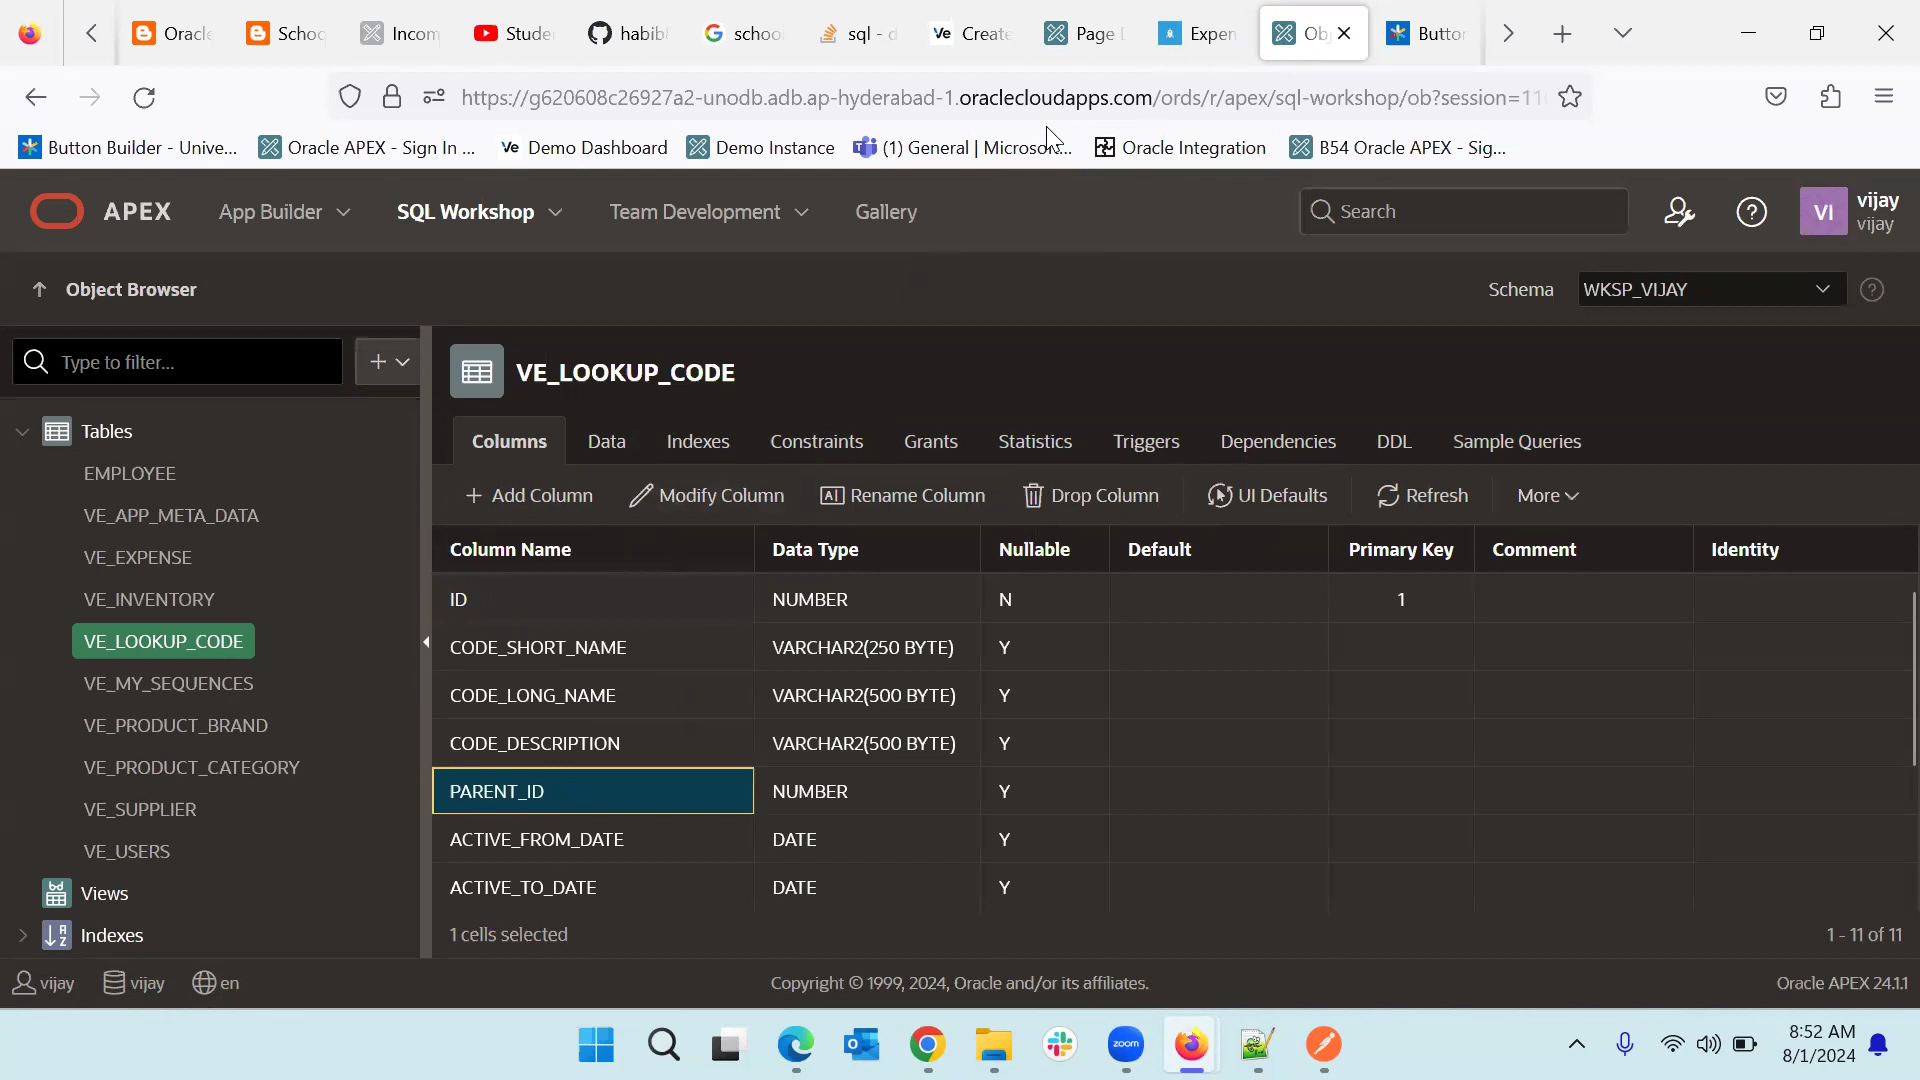 Oracle
Schoo
Incom
Stude
habib
schoo
sql - d
Create
Page D
Expen
Ob
Button
https://g620608c26927a2-unodb.adb.ap-hyderabad-1.oraclecloudapps.com/ords/r/apex/sql-workshop/ob?session=110
Button Builder - Unive...
Oracle APEX - Sign In ...
Ve Demo Dashboard
Demo Instance
(1) General | Microso...
Oracle Integration
B54 Oracle APEX - Sig...
APEX
App Builder
SQL Workshop
Team Development
Gallery
Search
VI
vijay
vijay
Object Browser
Schema
WKSP_VIJAY
Type to filter...
VE_LOOKUP_CODE
Tables
EMPLOYEE
VE_APP_META_DATA
VE_EXPENSE
VE_INVENTORY
VE_LOOKUP_CODE
VE_MY_SEQUENCES
VE_PRODUCT_BRAND
VE_PRODUCT_CATEGORY
VE_SUPPLIER
VE_USERS
Views
Indexes
Columns Data Indexes Constraints Grants Statistics Triggers Dependencies DDL Sample Queries
Add Column Modify Column Rename Column Drop Column UI Defaults Refresh More
Column Name Data Type Nullable Default Primary Key Comment Identity
ID NUMBER N 1
CODE_SHORT_NAME VARCHAR2(250 BYTE) Y
CODE_LONG_NAME VARCHAR2(500 BYTE) Y
CODE_DESCRIPTION VARCHAR2(500 BYTE) Y
PARENT_ID NUMBER Y
ACTIVE_FROM_DATE DATE Y
ACTIVE_TO_DATE DATE Y
1 cells selected
1 - 11 of 11
vijay vijay en
Copyright © 1999, 2024, Oracle and/or its affiliates.
Oracle APEX 24.1.1
zoom
8:52 AM
8/1/2024